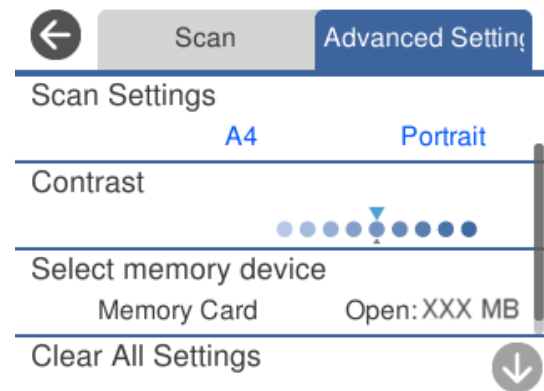 Scan Advanced Setting
Scan Settings
A4 Portrait
Contrast
Select memory device
Memory Card Open: XXX MB
Clear All Settings